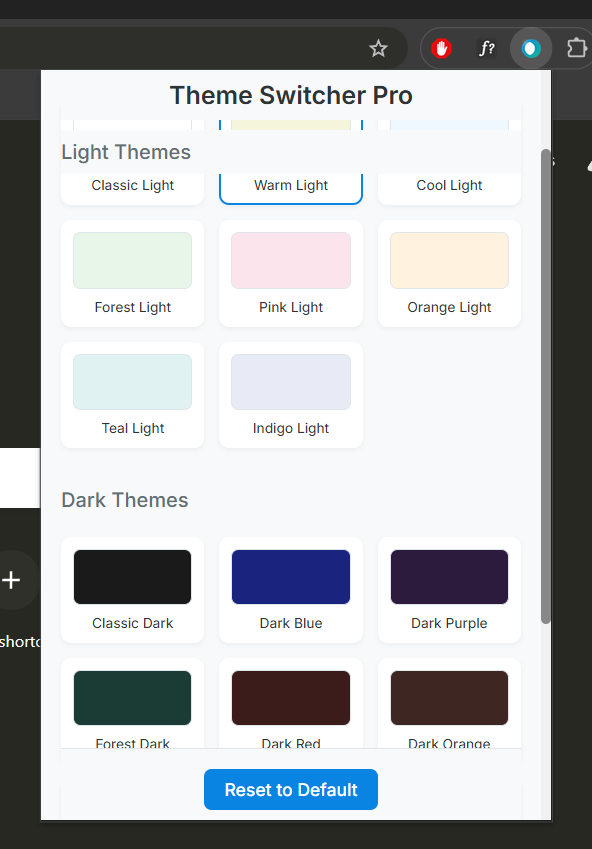 f?
Theme Switcher Pro
Light Themes
Classic Light
Warm Light
Cool Light
Forest Light
Pink Light
Orange Light
Teal Light
Indigo Light
Dark Themes
Classic Dark
Dark Blue
Dark Purple
shortc
Forest Dark
Dark Red
Dark Orange
Reset to Default